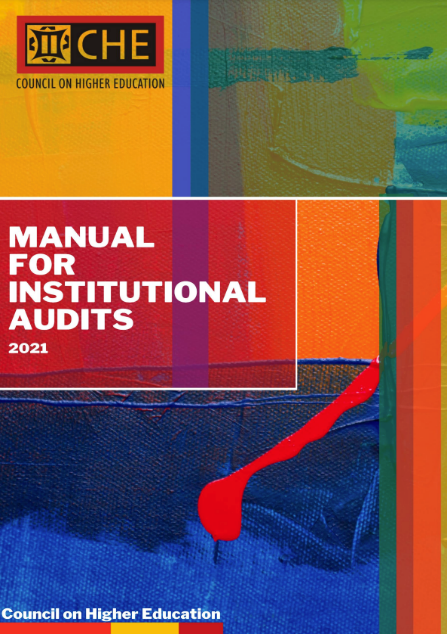 CHE
COUNCIL ON HIGHER EDUCATION
MANUAL
FOR
INSTITUTIONAL
AUDITS
2021
Council on Higher Education